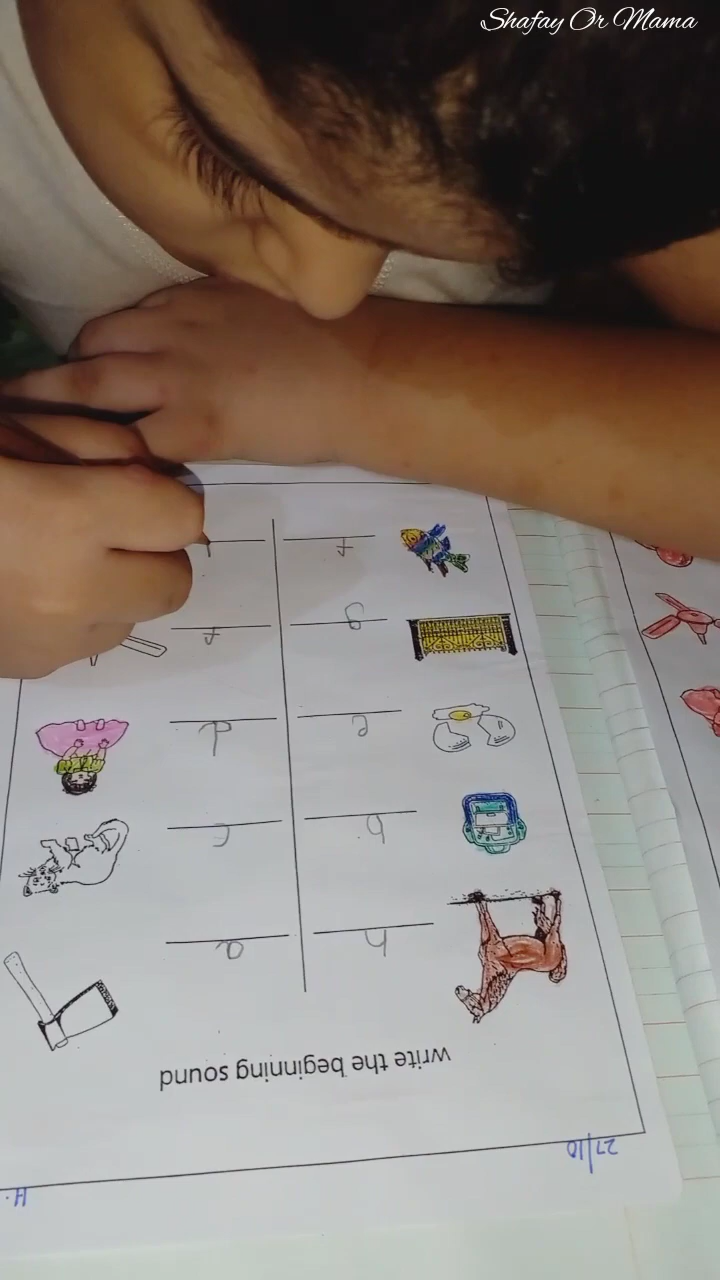 Shafay Or Mama
27/10 H.
write the beginning sound
h a
b c
e d
g f
f